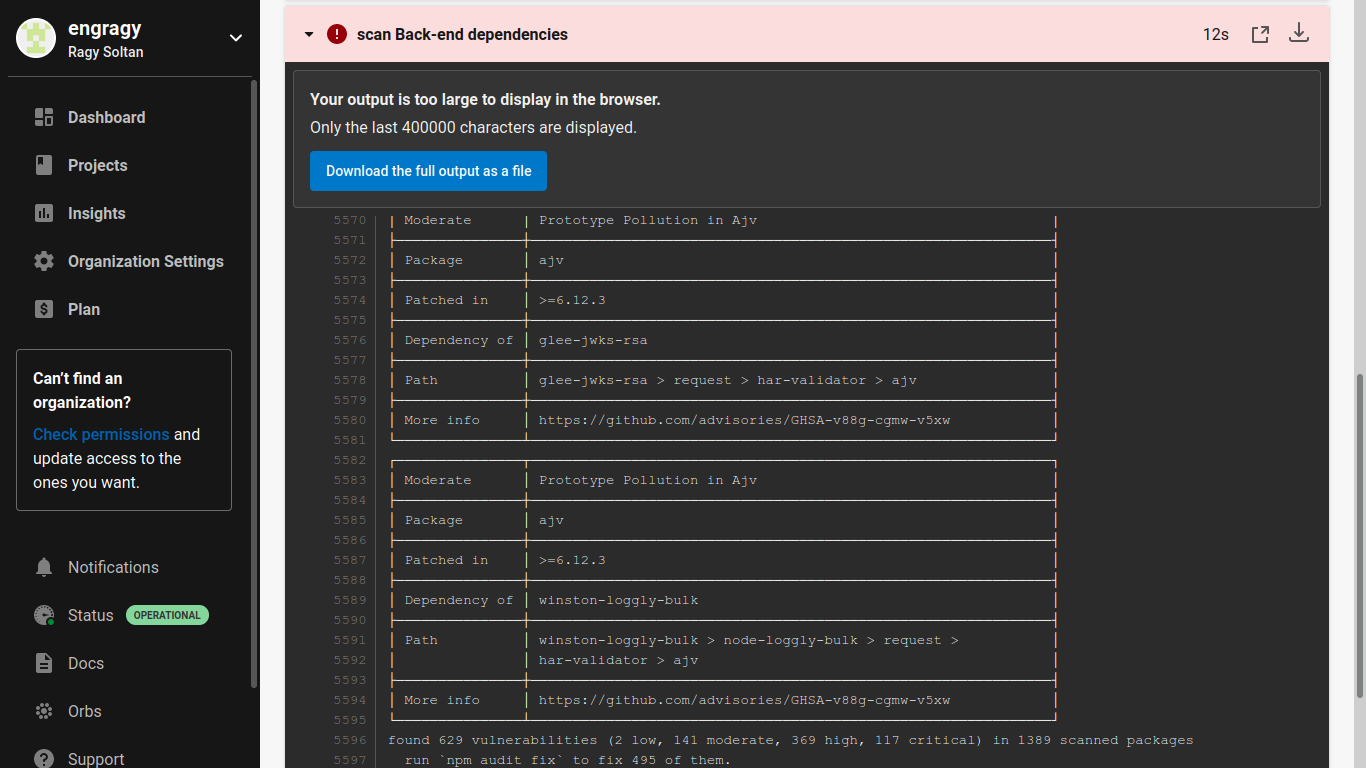 engragy
Ragy Soltan
Dashboard
Projects
Insights
Organization Settings
Plan
Can't find an
organization?
Check permissions and
update access to the
ones you want.
Notifications
Status OPERATIONAL
Docs
Orbs
Support
scan Back-end dependencies 12s
Your output is too large to display in the browser.
Only the last 400000 characters are displayed.
Download the full output as a file
5570 Moderate Prototype Pollution in Ajv
5571
5572 Package ajv
5573
5574 Patched in >=6.12.3
5575
5576 Dependency of glee-jwks-rsa
5577
5578 Path glee-jwks-rsa > request > har-validator > ajv
5579
5580 More info https://github.com/advisories/GHSA-v88g-cgmw-v5xw
5581
5582
5583 Moderate Prototype Pollution in Ajv
5584
5585 Package ajv
5586
5587 Patched in >=6.12.3
5588
5589 Dependency of winston-loggly-bulk
5590
5591 Path winston-loggly-bulk > node-loggly-bulk > request >
5592 har-validator > ajv
5593
5594 More info https://github.com/advisories/GHSA-v88g-cgmw-v5xw
5595
5596 found 629 vulnerabilities (2 low, 141 moderate, 369 high, 117 critical) in 1389 scanned packages
5597 run `npm audit fix` to fix 495 of them.